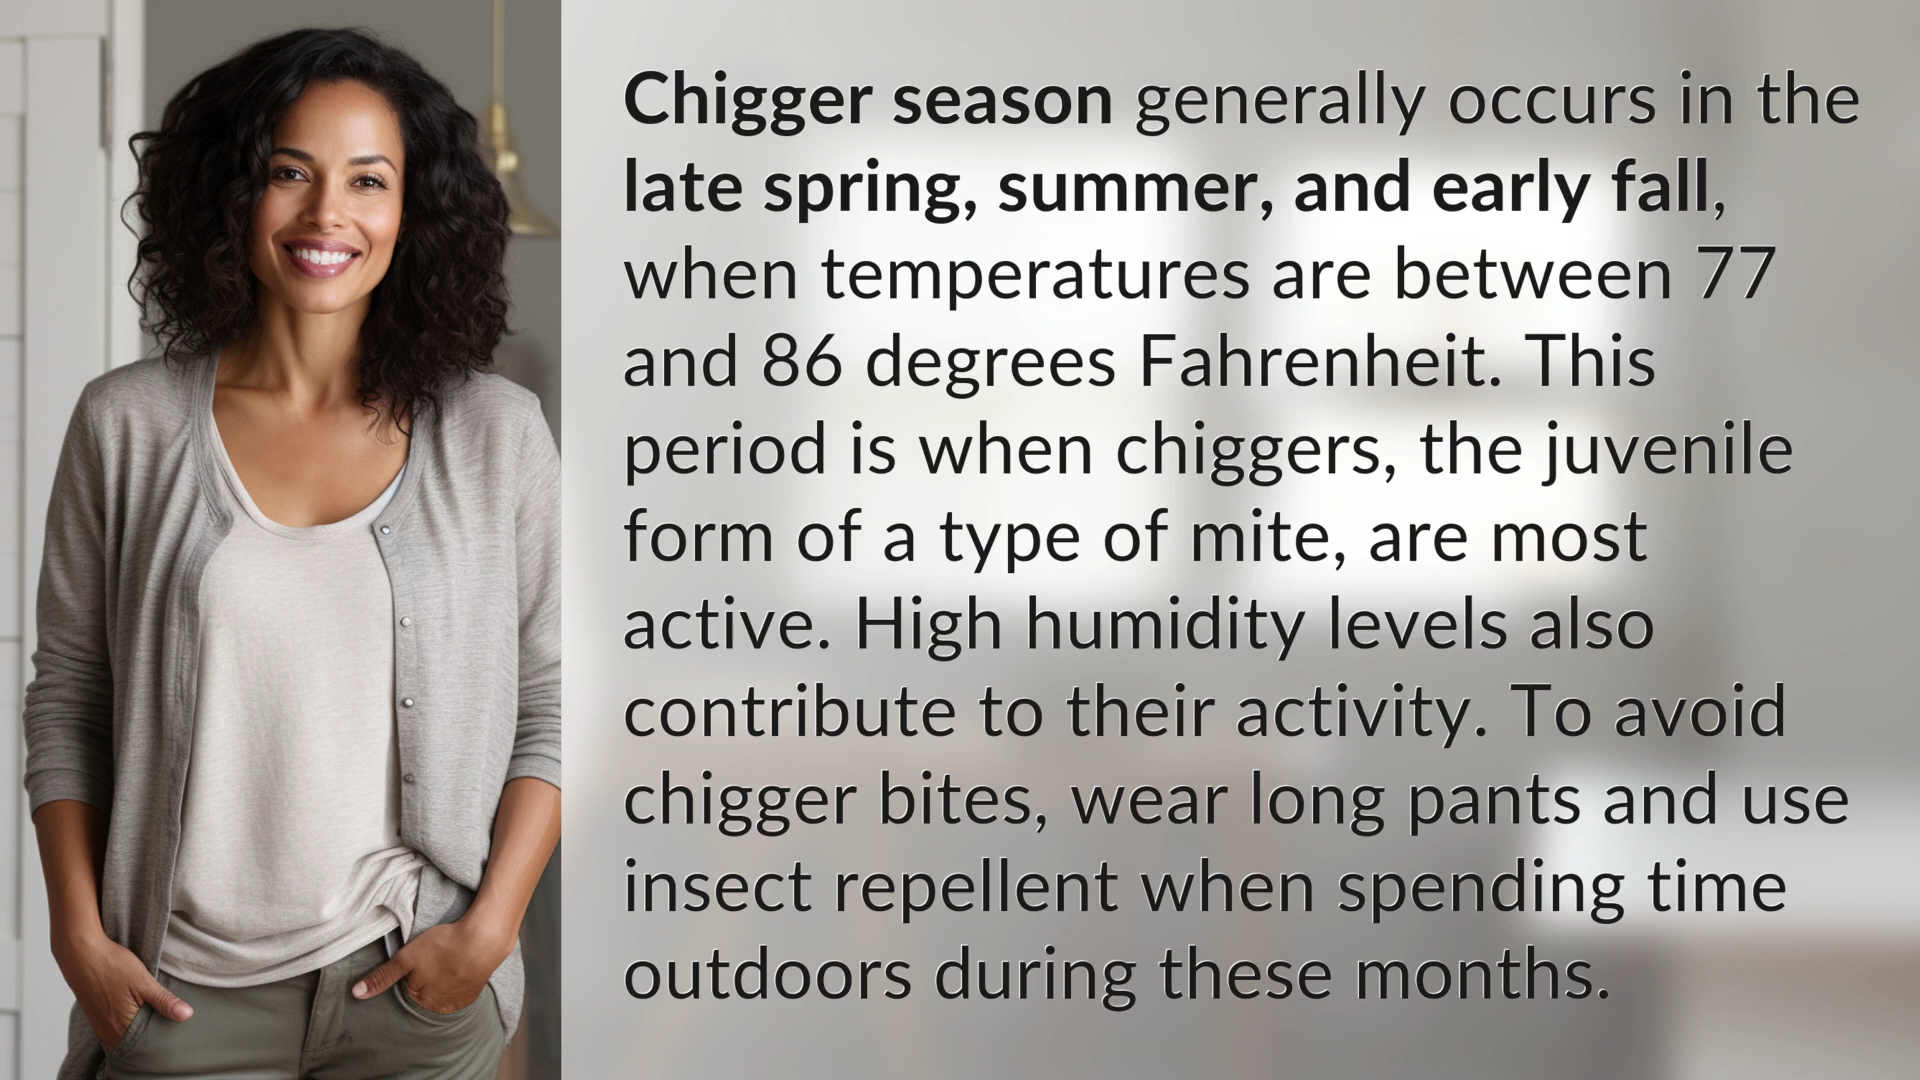 Chigger season generally occurs in the
late spring, summer, and early fall,
when temperatures are between 77
and 86 degrees Fahrenheit. This
period is when chiggers, the juvenile
form of a type of mite, are most
active. High humidity levels also
contribute to their activity. To avoid
chigger bites, wear long pants and use
insect repellent when spending time
outdoors during these months.